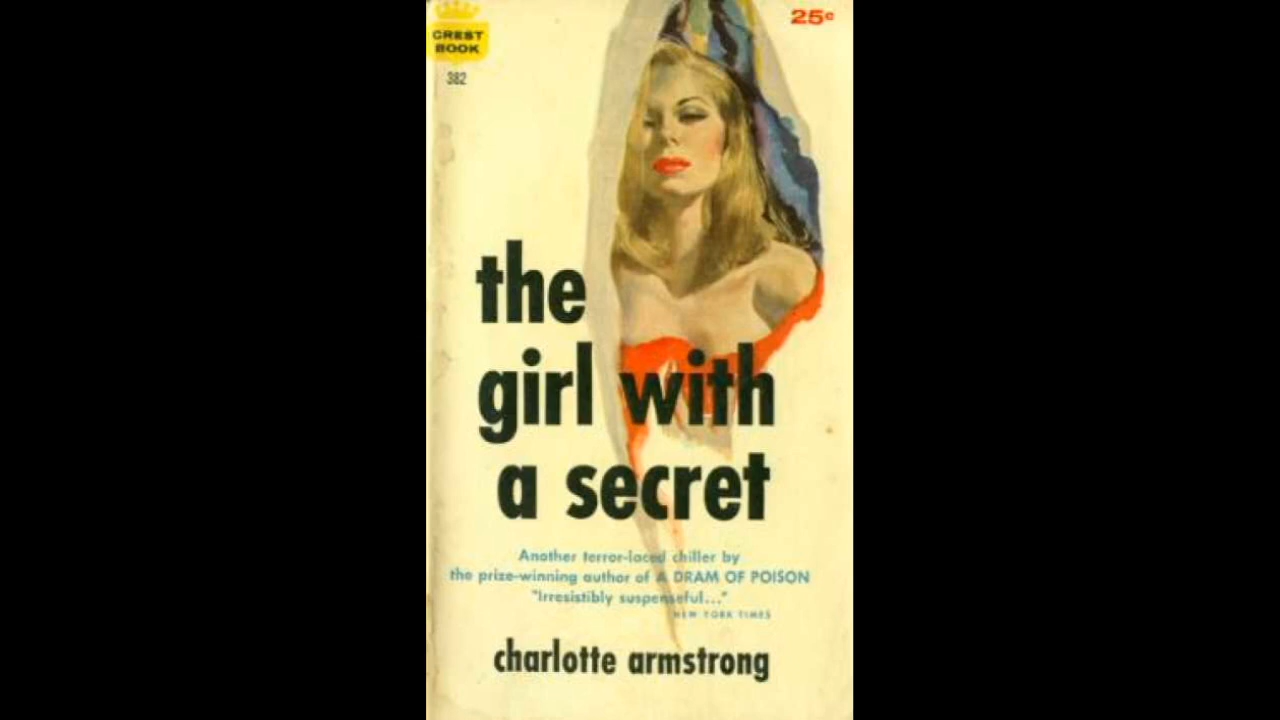 CREST
BOOK
382
25¢
the
girl with
a secret
Another terror-laced chiller by
the prize-winning author of A DRAM OF POISON
"Irresistibly suspenseful..."
NEW YORK TIMES
charlotte armstrong